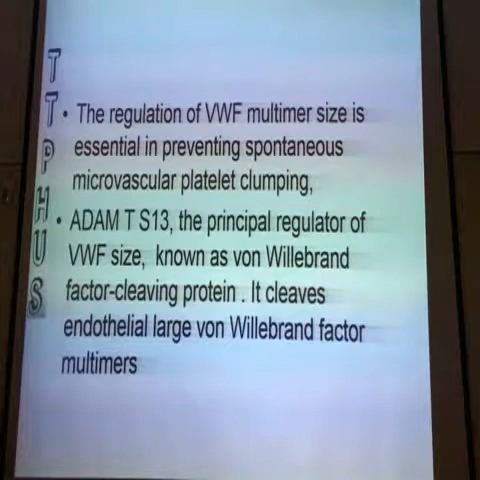 TTPHUS
• The regulation of VWF multimer size is
essential in preventing spontaneous
microvascular platelet clumping,
• ADAM T S13, the principal regulator of
VWF size, known as von Willebrand
factor-cleaving protein . It cleaves
endothelial large von Willebrand factor
multimers